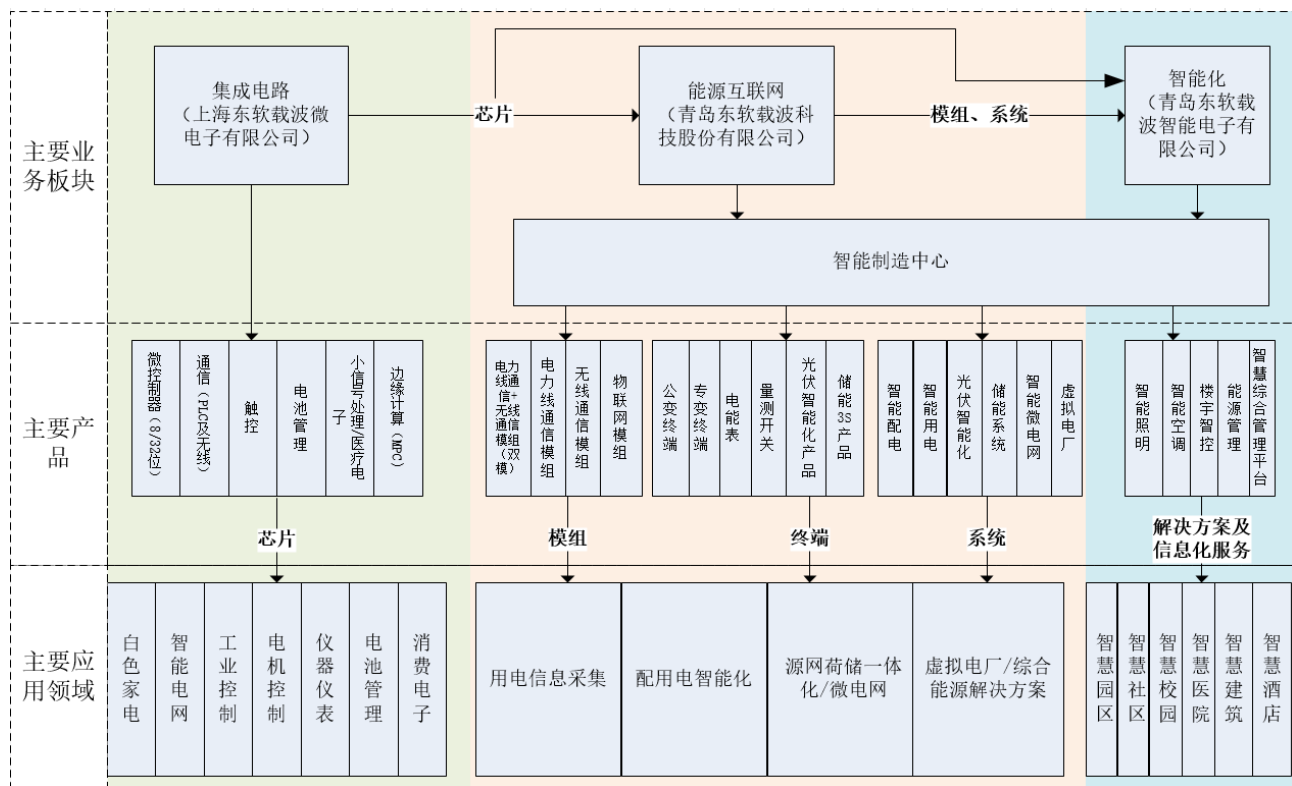 主要业
务板块
集成电路
（上海东软载波微
电子有限公司）
芯片
能源互联网
（青岛东软载波科
技股份有限公司）
模组、系统
智能化
（青岛东软载
波智能电子有
限公司）
智能制造中心
主要产
品
微控制器（8/32位）
通信（PLC及无线）
触控
电池管理
小信号处理/医疗电
子
边缘计算（MPC）
电力
线通
信+
无线
通信
模组
（双
模）
电力线通信模组
无线通信模组
物联网模组
公变终端
专变终端
电能表
量测开关
光伏智能化产品
储能3S产品
智能配电
智能用电
光伏智能化
储能系统
智能微电网
虚拟电厂
智能照明
智能空调
楼宇智控
能源管理
智慧综合管理平台
芯片
模组
终端
系统
解决方案及
信息化服务
主要应
用领域
白色家电
智能电网
工业控制
电机控制
仪器仪表
电池管理
消费电子
用电信息采集
配用电智能化
源网荷储一体
化/微电网
虚拟电厂/综合
能源解决方案
智慧园区
智慧社区
智慧校园
智慧医院
智慧建筑
智慧酒店